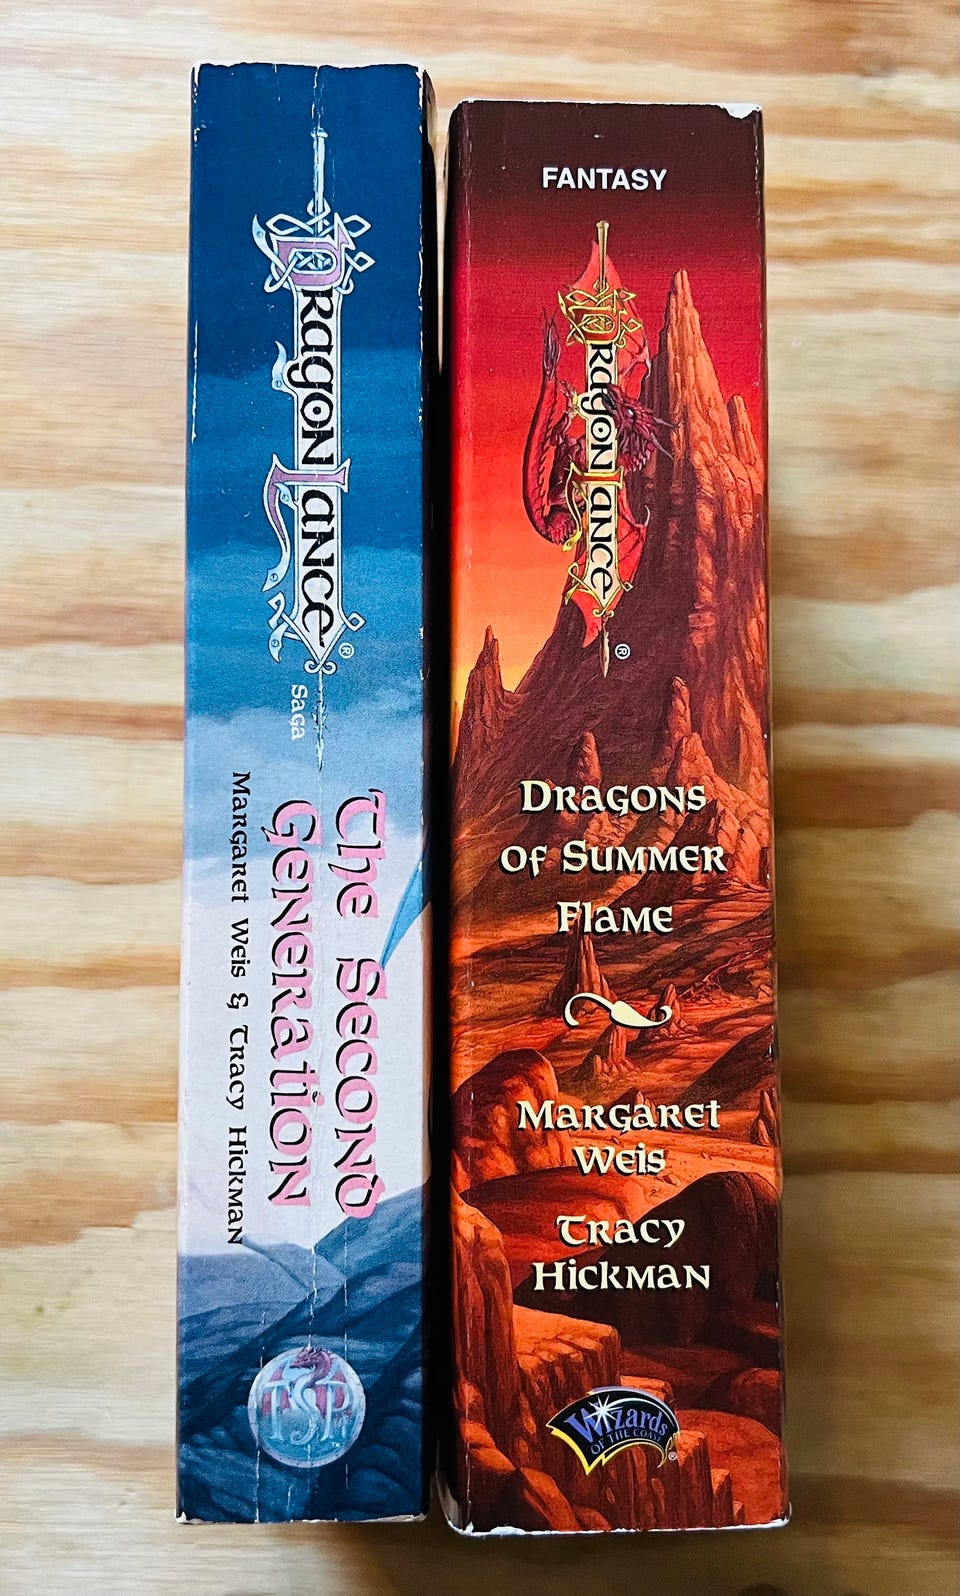 DRAGONLANCE®
SAGA
The Second
Generation
Margaret Weis & Tracy Hickman
TSR
FANTASY
DRAGONLANCE®
Dragons
of Summer
Flame
Margaret
Weis
Tracy
Hickman
Wizards
OF THE COAST®